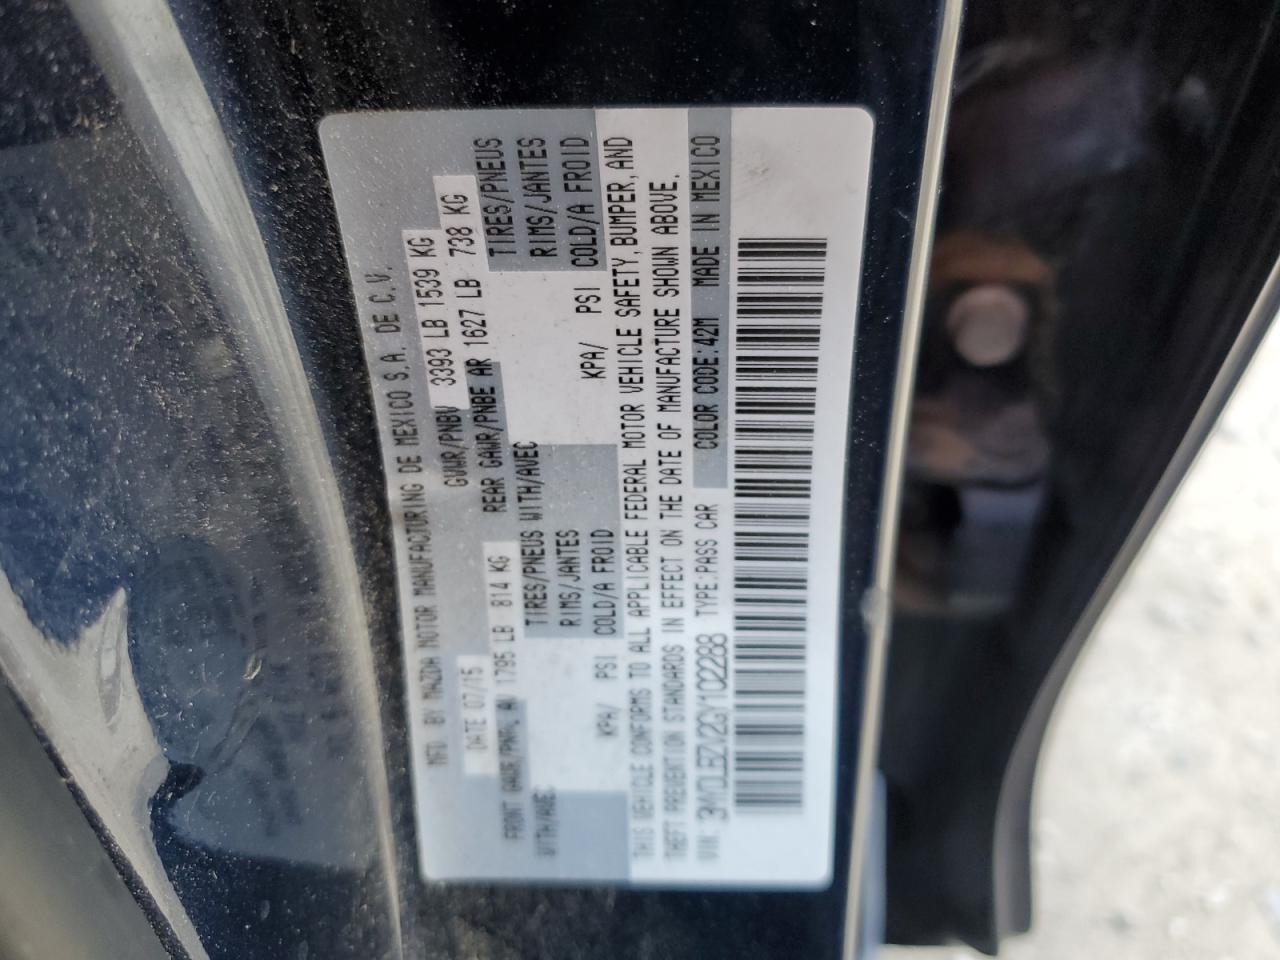 MFD. BY MAZDA MOTOR MANUFACTURING DE MEXICO S.A. DE C.V.
DATE 07/15 GVWR/PNBV 3393 LB 1539 KG
FRONT GAWR/PNBE AV 1795 LB 814 KG REAR GAWR/PNBE AR 1627 LB 738 KG
WITH/AVEC TIRES/PNEUS WITH/AVEC TIRES/PNEUS
RIMS/JANTES RIMS/JANTES
KPA/ PSI COLD/A FROID KPA/ PSI COLD/A FROID
THIS VEHICLE CONFORMS TO ALL APPLICABLE FEDERAL MOTOR VEHICLE SAFETY, BUMPER, AND
THEFT PREVENTION STANDARDS IN EFFECT ON THE DATE OF MANUFACTURE SHOWN ABOVE.
VIN: 3MYDLBZV2GY102288 TYPE:PASS CAR COLOR CODE:42M MADE IN MEXICO